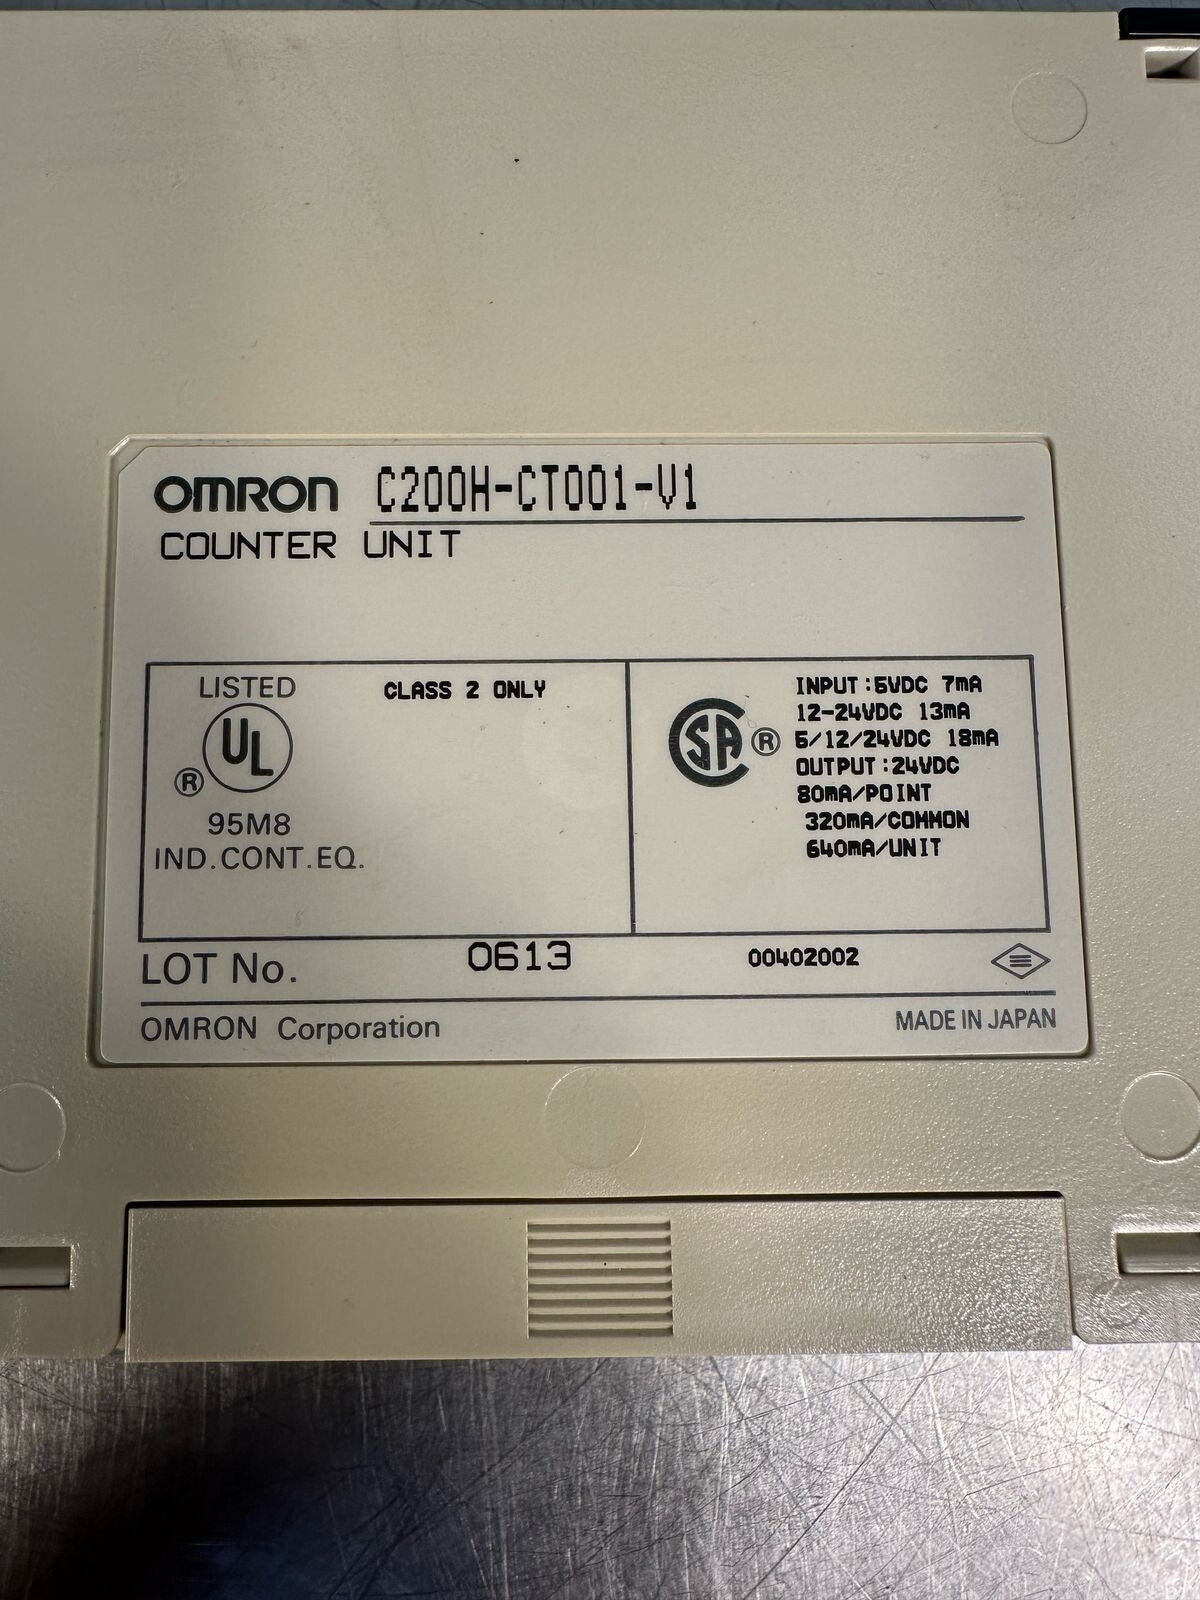 OMRON C200H-CT001-V1
COUNTER UNIT
LISTED
UL
®
95M8
IND.CONT.EQ.
CLASS 2 ONLY
CSA ®
INPUT:5VDC 7mA
12-24VDC 13mA
5/12/24VDC 18mA
OUTPUT:24VDC
80mA/POINT
320mA/COMMON
640mA/UNIT
LOT No. 0613 00402002
OMRON Corporation MADE IN JAPAN